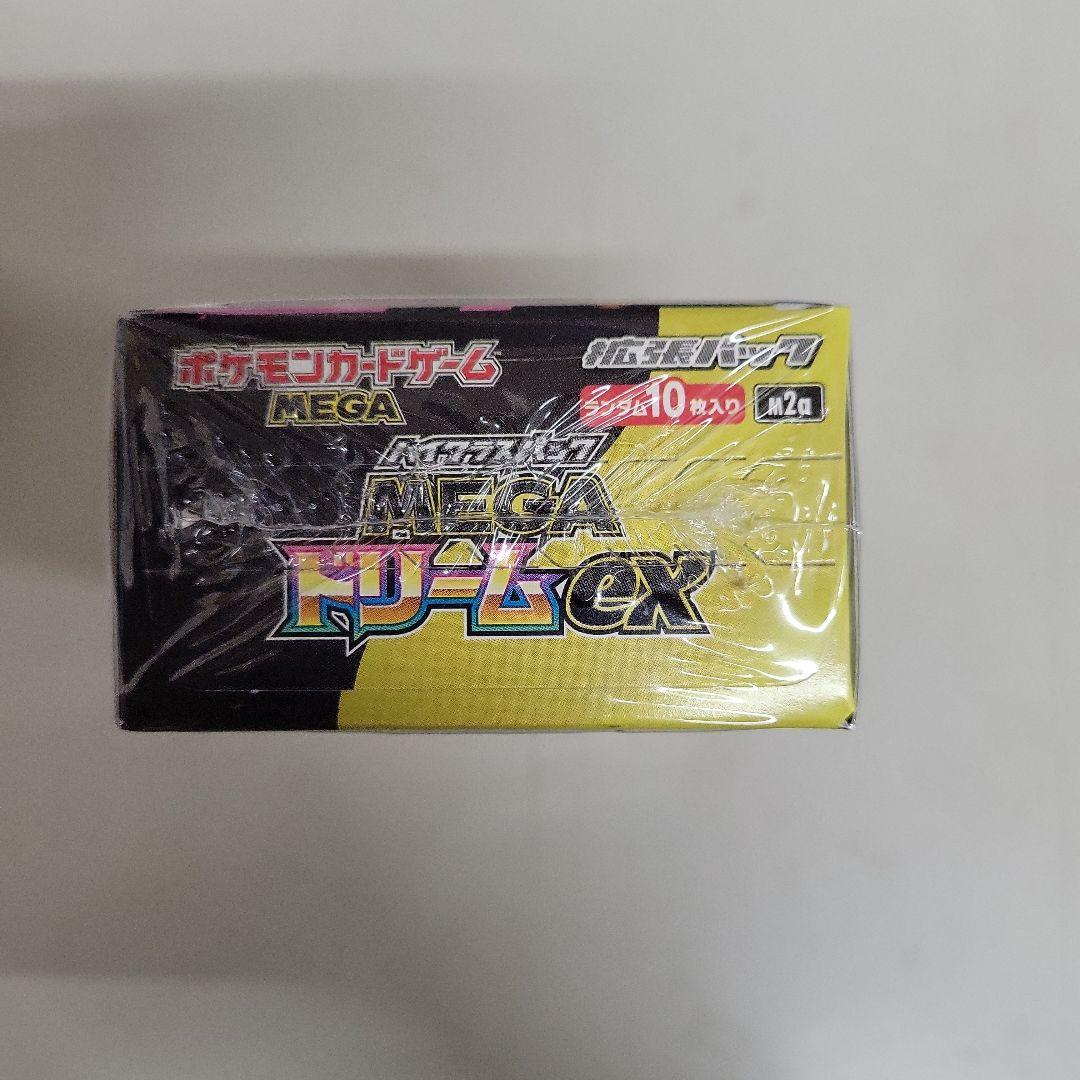 ポケモンカードゲーム
MEGA
拡張パック
ランダム10枚入り
M2a
ハイクラスパック
MEGA
ドリームex